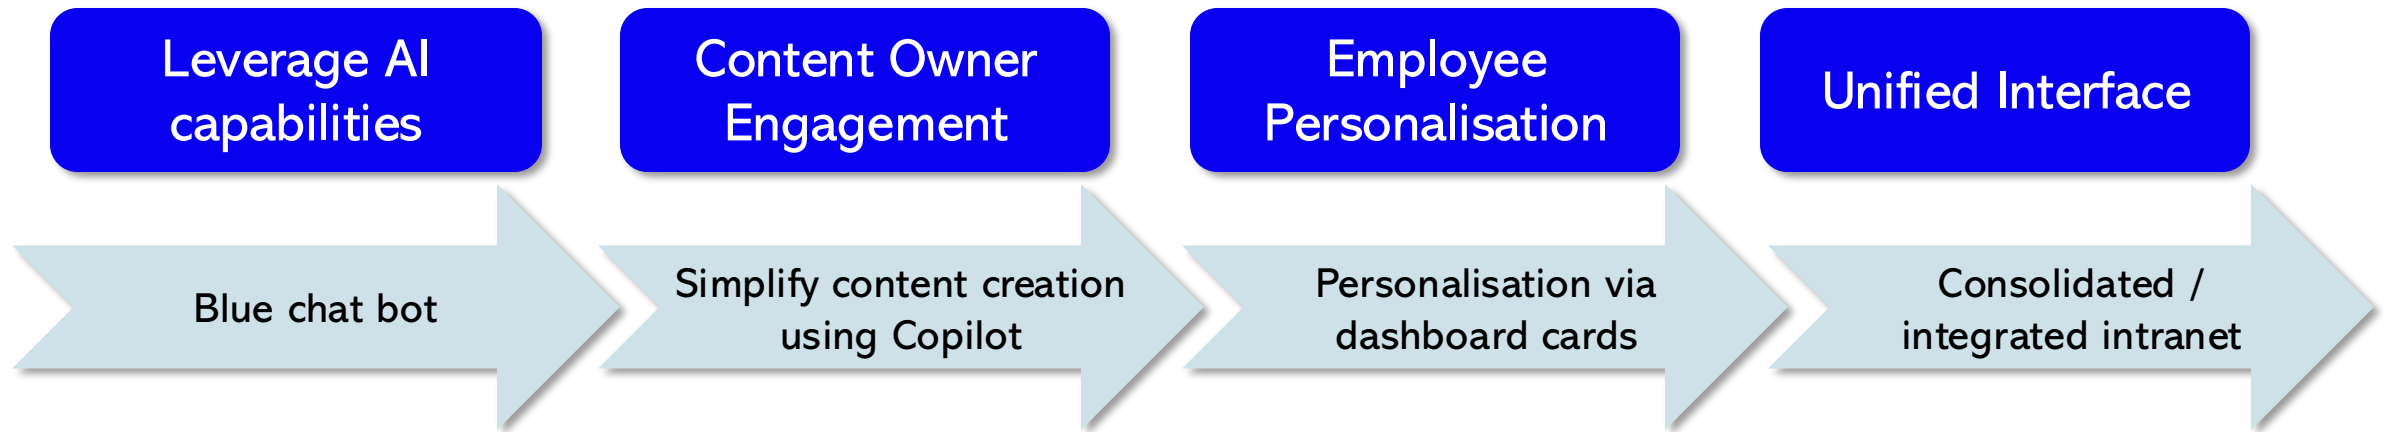 Leverage AI
capabilities
Content Owner
Engagement
Employee
Personalisation
Unified Interface
Blue chat bot
Simplify content creation
using Copilot
Personalisation via
dashboard cards
Consolidated /
integrated intranet